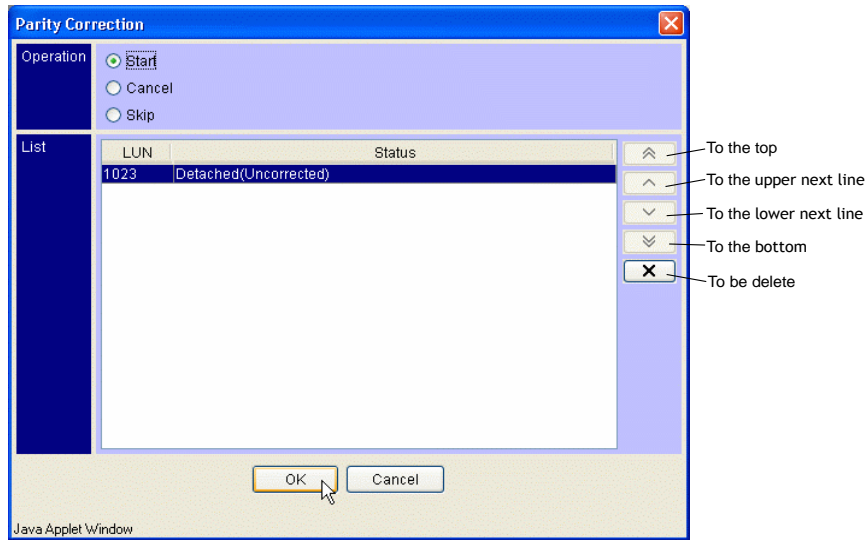 Parity Correction
Operation
Start
Cancel
Skip
List
LUN Status
1023 Detached(Uncorrected)
To the top
To the upper next line
To the lower next line
To the bottom
To be delete
OK Cancel
Java Applet Window